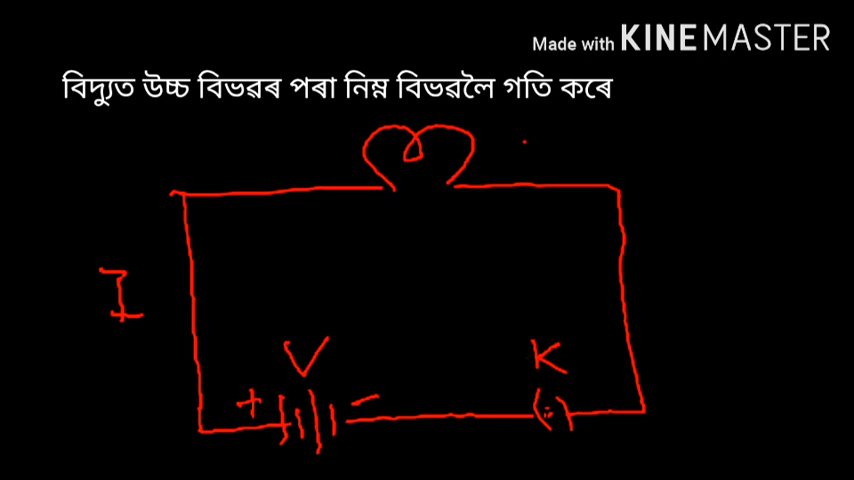 Made with KINEMASTER
বিদ্যুত উচ্চ বিভৱৰ পৰা নিম্ন বিভৱলৈ গতি কৰে
I
V
K
+ −